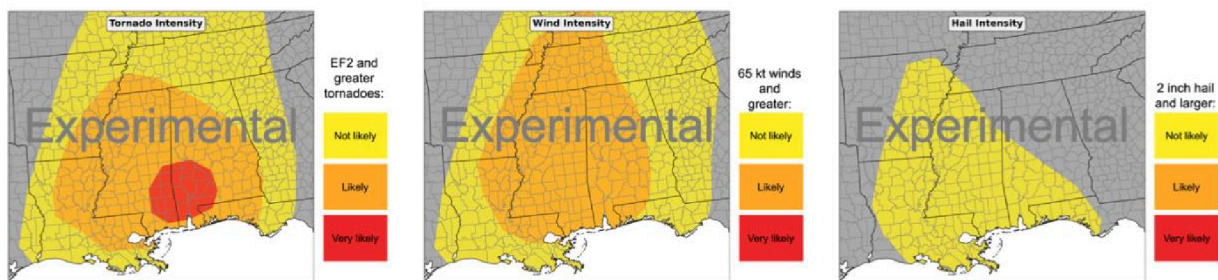 Tornado Intensity
Experimental
EF2 and
greater
tornadoes:
Not likely
Likely
Very likely
Wind Intensity
Experimental
65 kt winds
and
greater:
Not likely
Likely
Very likely
Hail Intensity
Experimental
2 inch hail
and larger:
Not likely
Likely
Very likely